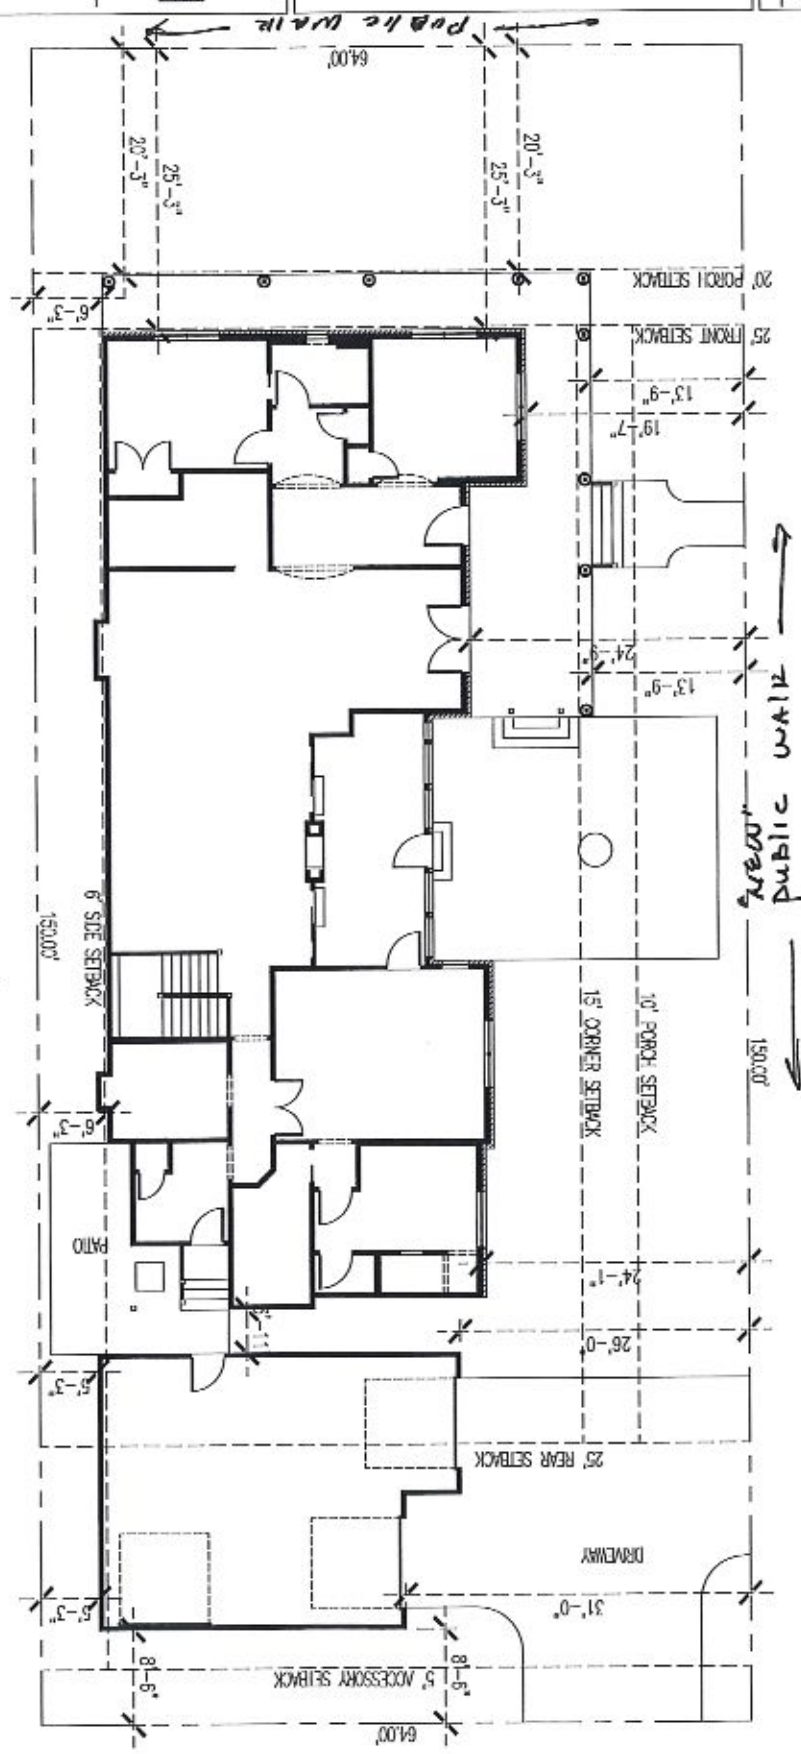 public walk
64.00'
20'-3"
25'-3"
25'-3"
20'-3"
20' PORCH SETBACK
6'-3"
25' FRONT SETBACK
13'-9"
19'-7"
24'-9"
13'-9"
"NEW"
public walk
6' SIDE SETBACK
150.00'
15' CORNER SETBACK
10' PORCH SETBACK
150.00'
6'-3"
PATIO
24'-1"
26'-0"
5'-3"
25' REAR SETBACK
DRIVEWAY
5'-3"
31'-0"
8'-6"
5' ACCESSORY SETBACK
8'-6"
64.00'